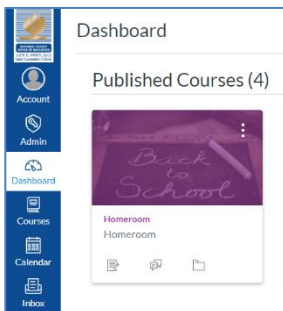 Dashboard
Published Courses (4)
Account
Admin
Dashboard
Courses
Calendar
Inbox
Back
to
School
Homeroom
Homeroom